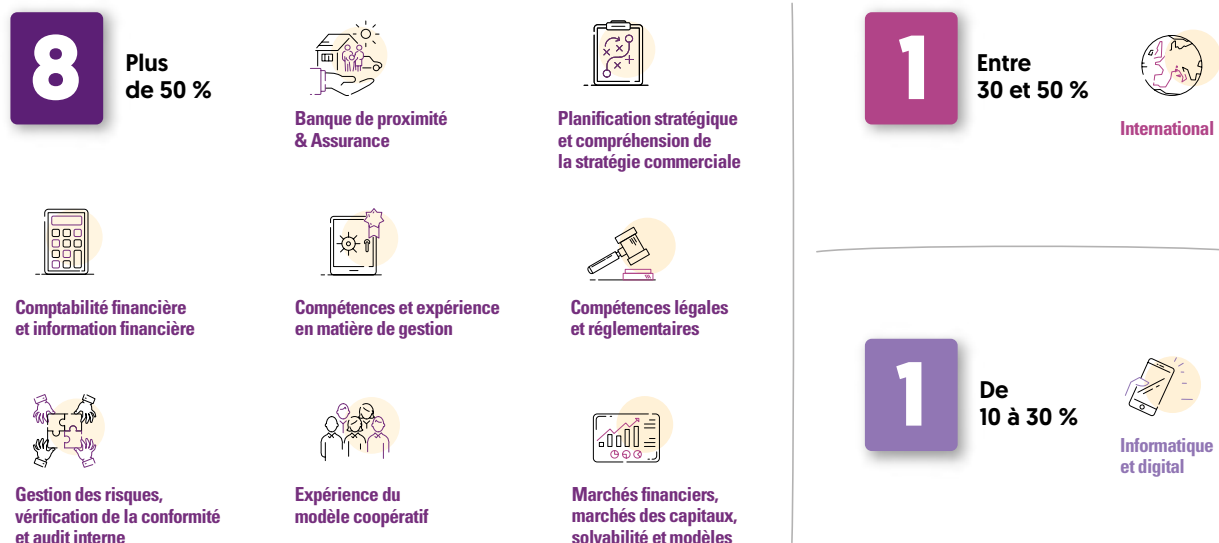 8
Plus
de 50 %
Banque de proximité
& Assurance
Planification stratégique
et compréhension de
la stratégie commerciale
Comptabilité financière
et information financière
Compétences et expérience
en matière de gestion
Compétences légales
et réglementaires
Gestion des risques,
vérification de la conformité
et audit interne
Expérience du
modèle coopératif
Marchés financiers,
marchés des capitaux,
solvabilité et modèles
1
Entre
30 et 50 %
International
1
De
10 à 30 %
Informatique
et digital